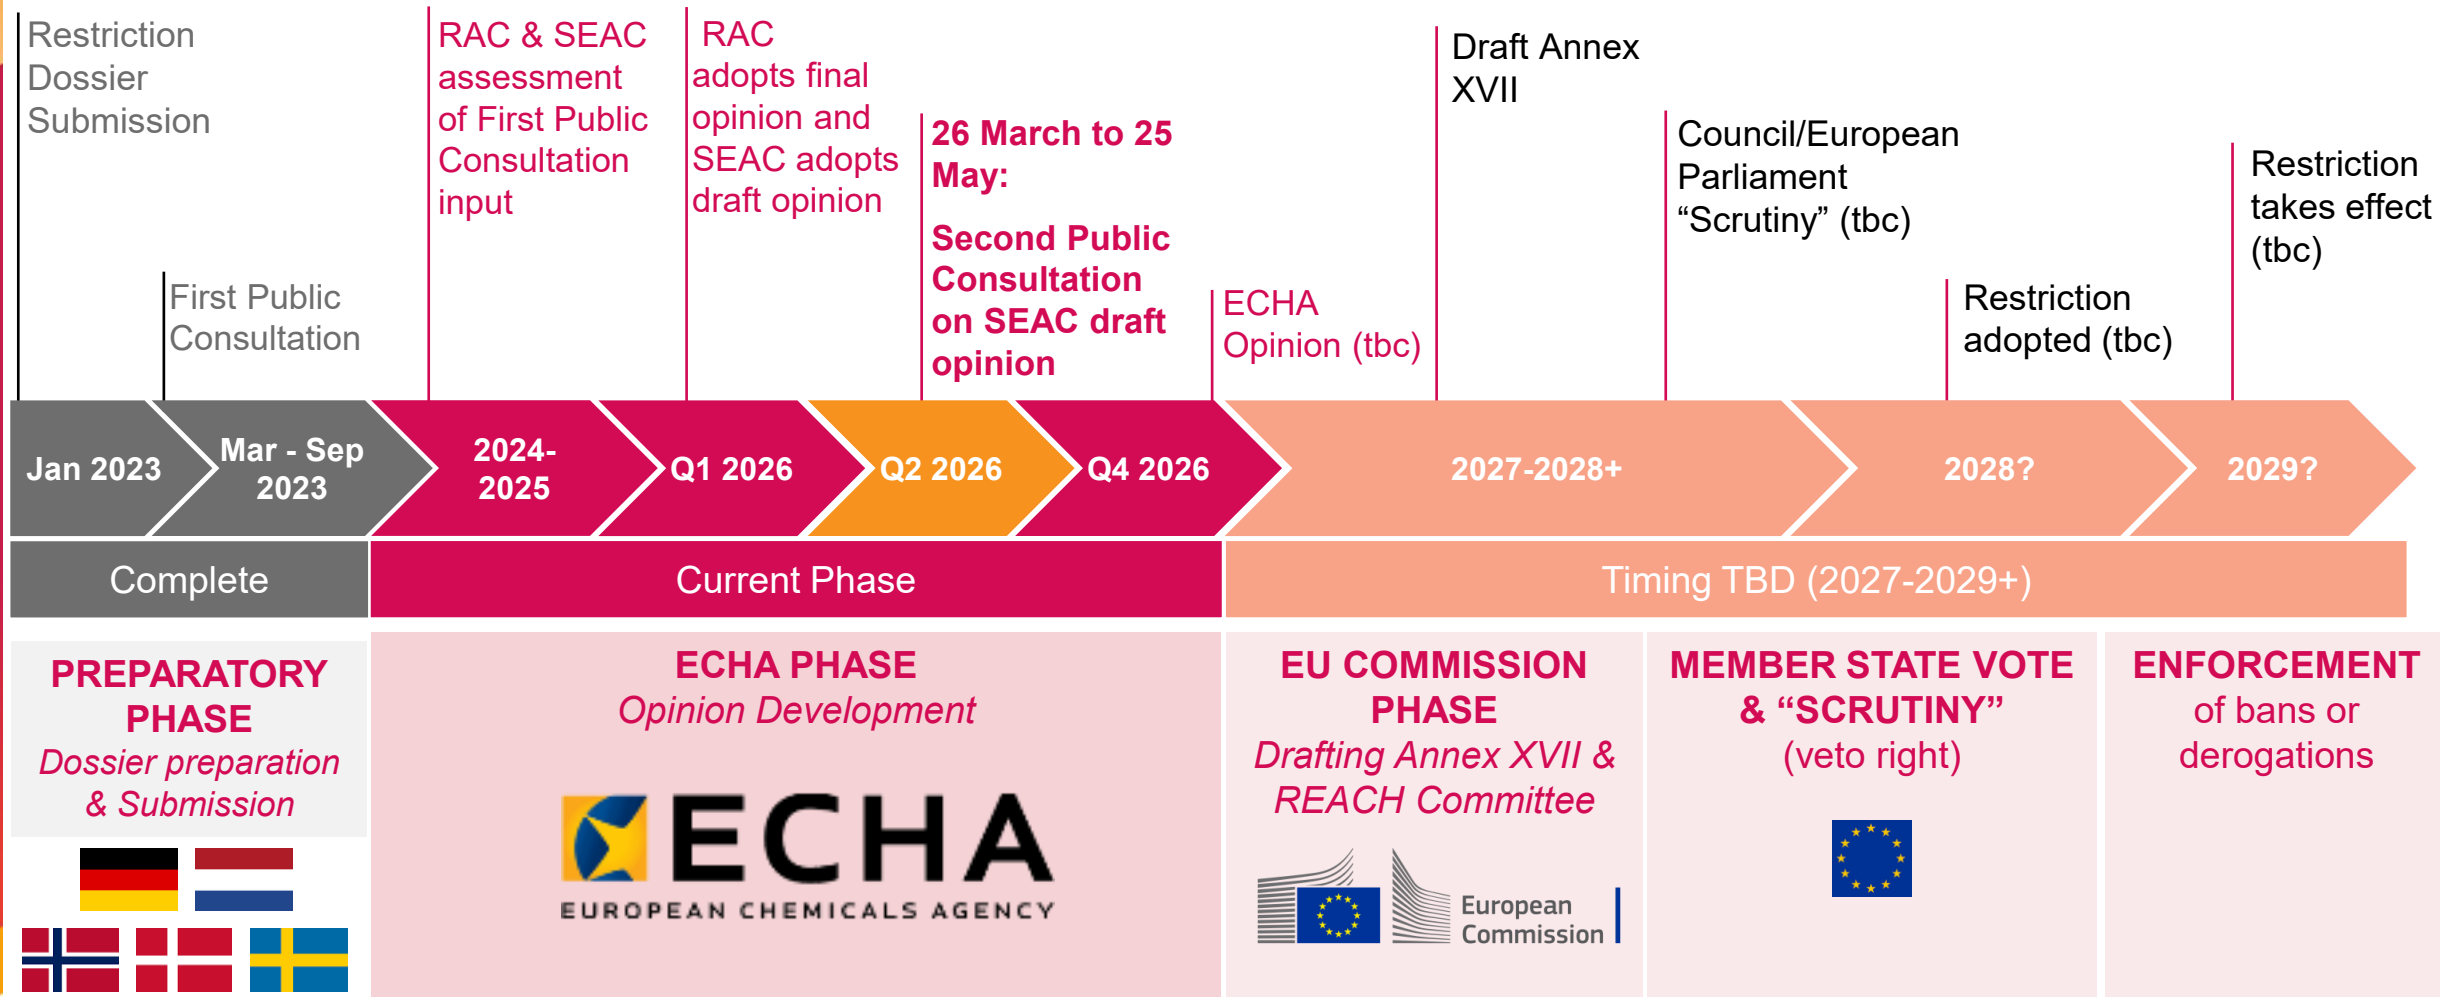 Restriction
Dossier
Submission
First Public
Consultation
RAC & SEAC
assessment
of First Public
Consultation
input
RAC
adopts final
opinion and
SEAC adopts
draft opinion
26 March to 25
May:
Second Public
Consultation
on SEAC draft
opinion
ECHA
Opinion (tbc)
Draft Annex
XVII
Council/European
Parliament
“Scrutiny” (tbc)
Restriction
adopted (tbc)
Restriction
takes effect
(tbc)
Jan 2023
Mar - Sep
2023
2024-
2025
Q1 2026
Q2 2026
Q4 2026
2027-2028+
2028?
2029?
Complete
Current Phase
Timing TBD (2027-2029+)
PREPARATORY
PHASE
Dossier preparation
& Submission
ECHA PHASE
Opinion Development
ECHA
EUROPEAN CHEMICALS AGENCY
EU COMMISSION
PHASE
Drafting Annex XVII &
REACH Committee
European
Commission
MEMBER STATE VOTE
& “SCRUTINY”
(veto right)
ENFORCEMENT
of bans or
derogations